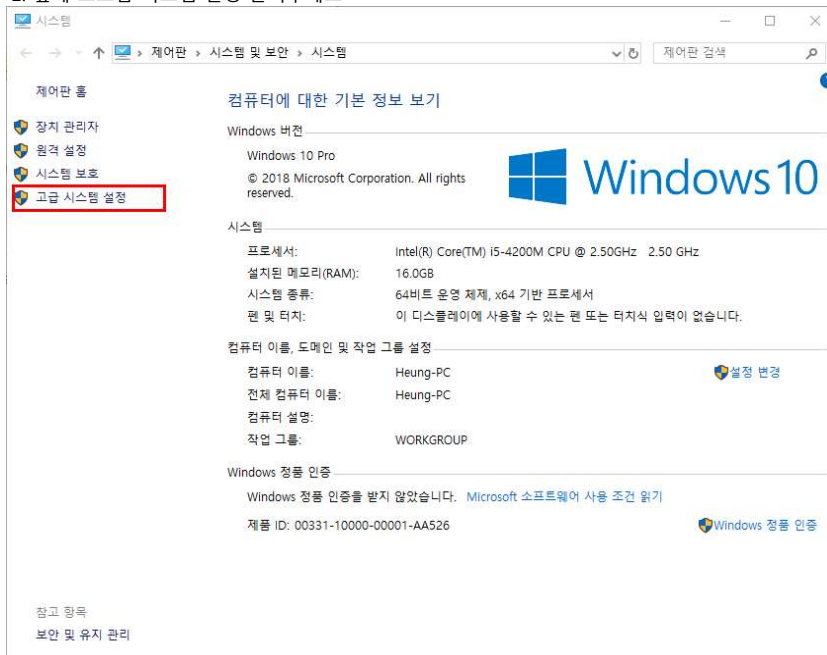 시스템
제어판 > 시스템 및 보안 > 시스템
제어판 검색
제어판 홈
장치 관리자
원격 설정
시스템 보호
고급 시스템 설정
컴퓨터에 대한 기본 정보 보기
Windows 버전
Windows 10 Pro
© 2018 Microsoft Corporation. All rights
reserved.
Windows 10
시스템
프로세서: Intel(R) Core(TM) i5-4200M CPU @ 2.50GHz 2.50 GHz
설치된 메모리(RAM): 16.0GB
시스템 종류: 64비트 운영 체제, x64 기반 프로세서
펜 및 터치: 이 디스플레이에 사용할 수 있는 펜 또는 터치식 입력이 없습니다.
컴퓨터 이름, 도메인 및 작업 그룹 설정
컴퓨터 이름: Heung-PC
설정 변경
전체 컴퓨터 이름: Heung-PC
컴퓨터 설명:
작업 그룹: WORKGROUP
Windows 정품 인증
Windows 정품 인증을 받지 않았습니다. Microsoft 소프트웨어 사용 조건 읽기
제품 ID: 00331-10000-00001-AA526
Windows 정품 인증
참고 항목
보안 및 유지 관리